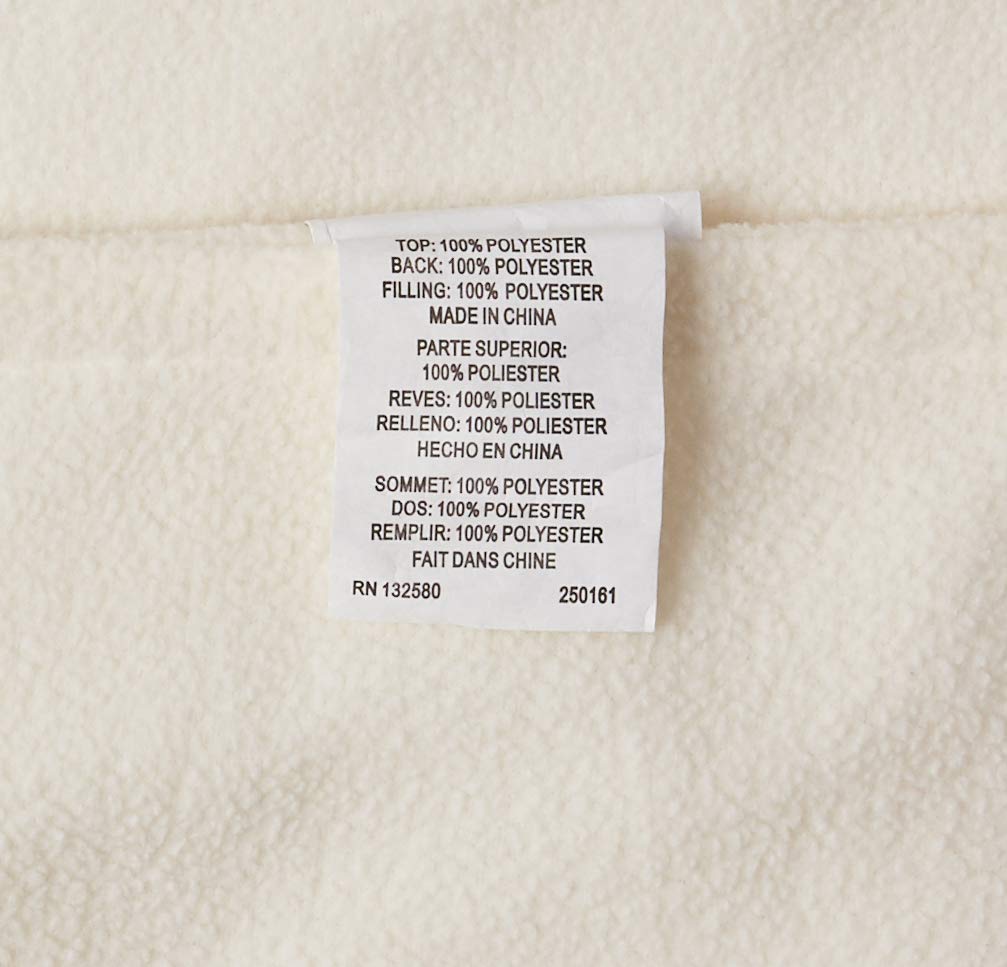 TOP: 100% POLYESTER
BACK: 100% POLYESTER
FILLING: 100% POLYESTER
MADE IN CHINA
PARTE SUPERIOR:
100% POLIESTER
REVES: 100% POLIESTER
RELLENO: 100% POLIESTER
HECHO EN CHINA
SOMMET: 100% POLYESTER
DOS: 100% POLYESTER
REMPLIR: 100% POLYESTER
FAIT DANS CHINE
RN 132580 250161